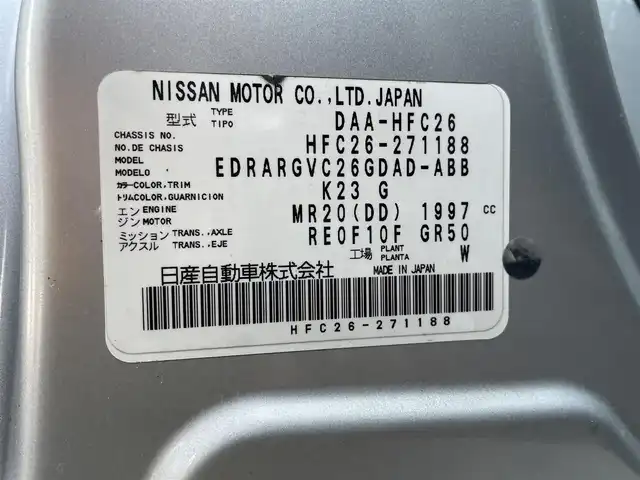 NISSAN MOTOR CO.,LTD.JAPAN
型式 TYPE TIPO DAA-HFC26
CHASSIS NO. NO. DE CHASIS HFC26-271188
MODEL MODELO EDRARGVC26GDAD-ABB
カラー COLOR,TRIM トリム COLOR,GUARNICION K23 G
エンジン ENGINE MOTOR MR20(DD) 1997 CC
ミッション TRANS.,AXLE アクスル TRANS.,EJE RE0F10F GR50
工場 PLANT PLANTA W
日産自動車株式会社 MADE IN JAPAN
HFC26-271188